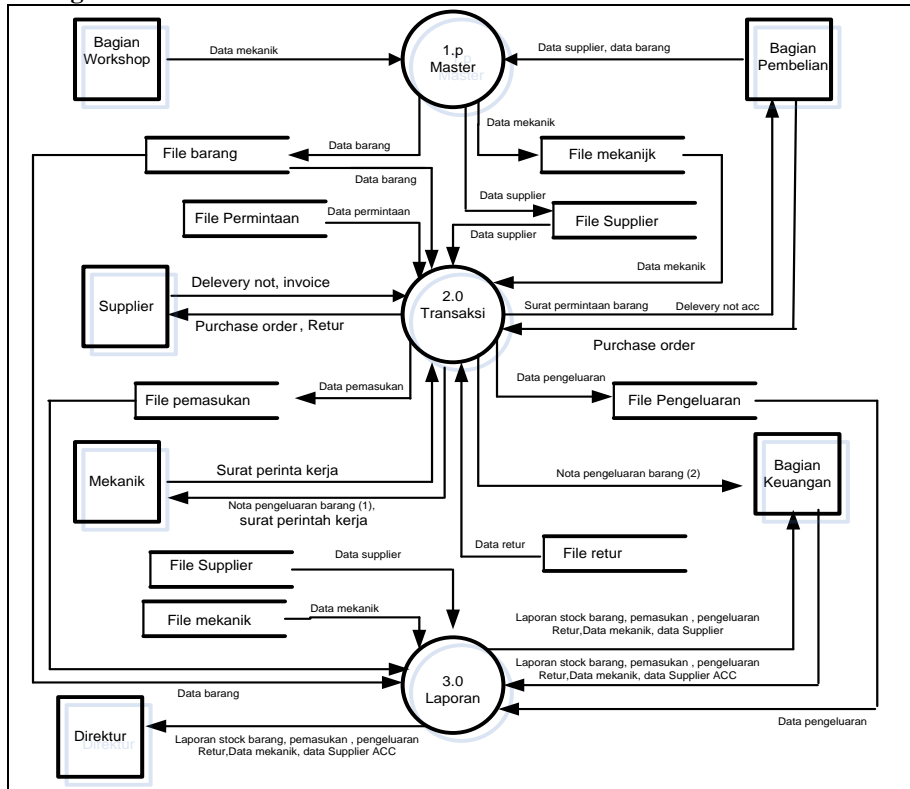 Bagian
Workshop
Data mekanik
1.p
Master
Data supplier, data barang
Bagian
Pembelian
Data mekanik
File barang
Data barang
Data barang
File mekanijk
File Permintaan
Data permintaan
Data supplier
File Supplier
Data supplier
Data mekanik
Supplier
Delevery not, invoice
Purchase order , Retur
2.0
Transaksi
Surat permintaan barang
Delevery not acc
Purchase order
File pemasukan
Data pemasukan
Data pengeluaran
File Pengeluaran
Mekanik
Surat perinta kerja
Nota pengeluaran barang (1),
surat perintah kerja
Nota pengeluaran barang (2)
Bagian
Keuangan
File Supplier
Data supplier
Data retur
File retur
File mekanik
Data mekanik
Laporan stock barang, pemasukan , pengeluaran
Retur,Data mekanik, data Supplier
3.0
Laporan
Laporan stock barang, pemasukan , pengeluaran
Retur,Data mekanik, data Supplier ACC
Data barang
Data pengeluaran
Direktur
Direktur
Laporan stock barang, pemasukan , pengeluaran
Retur,Data mekanik, data Supplier ACC